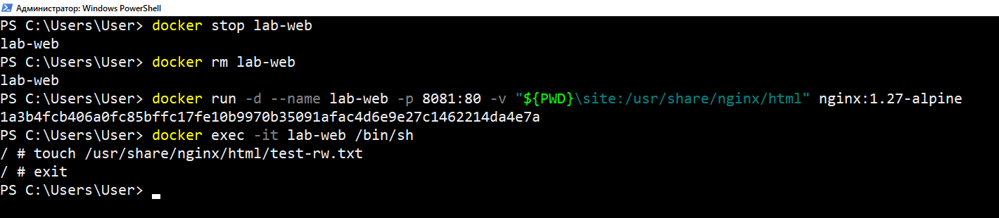 Администратор: Windows PowerShell
PS C:\Users\User> docker stop lab-web
lab-web
PS C:\Users\User> docker rm lab-web
lab-web
PS C:\Users\User> docker run -d --name lab-web -p 8081:80 -v "${PWD}\site:/usr/share/nginx/html" nginx:1.27-alpine
1a3b4fcb406a0fc85bffc17fe10b9970b35091afac4d6e9e27c1462214da4e7a
PS C:\Users\User> docker exec -it lab-web /bin/sh
/ # touch /usr/share/nginx/html/test-rw.txt
/ # exit
PS C:\Users\User>